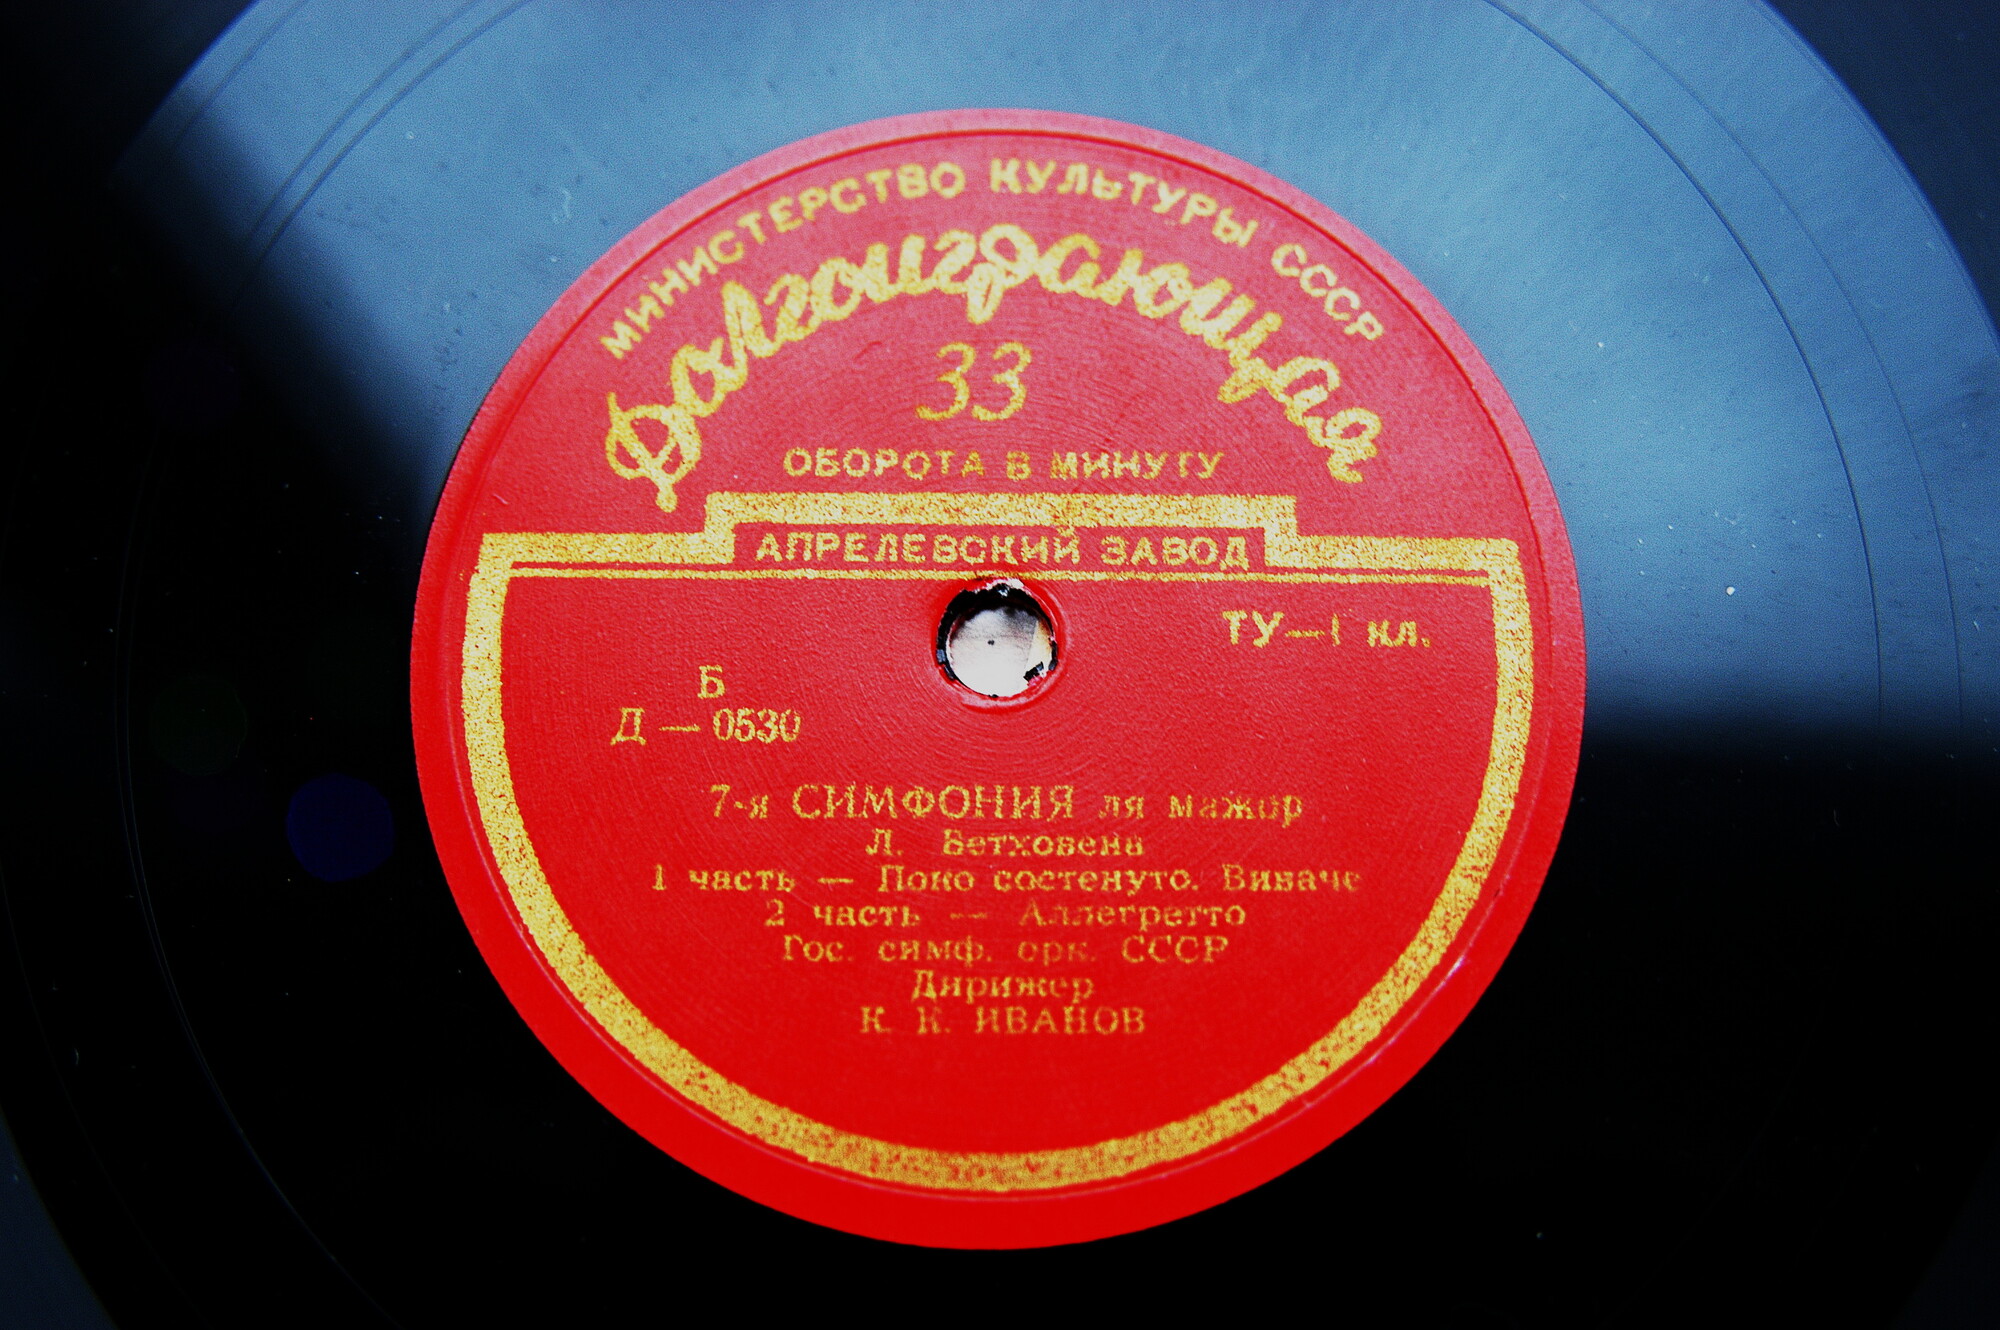 МИНИСТЕРСТВО КУЛЬТУРЫ СССР
Долгоиграющая
33
ОБОРОТА В МИНУТУ
АПРЕЛЕВСКИЙ ЗАВОД
ТУ—1 кл.
Б
Д — 0530
7-я СИМФОНИЯ ля мажор
Л. Бетховена
1 часть — Поко состенуто. Виваче
2 часть — Аллегретто
Гос. симф. орк. СССР
Дирижер
К. К. ИВАНОВ